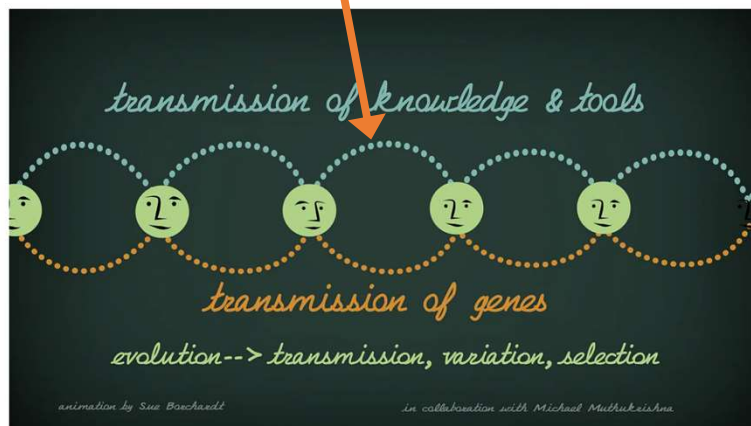 transmission of knowledge & tools
transmission of genes
evolution--> transmission, variation, selection
animation by Sue Borchardt
in collaboration with Michael Muthukrishna